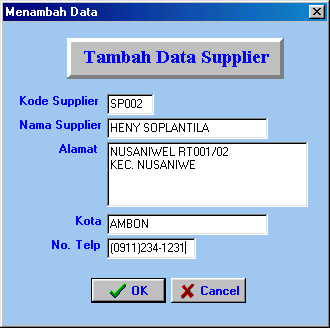 Menambah Data
Tambah Data Supplier
Kode Supplier SP002
Nama Supplier HENY SOPLANTILA
Alamat NUSANIWEL RT001/02
KEC. NUSANIWE
Kota AMBON
No. Telp (0911)234-1231
OK Cancel